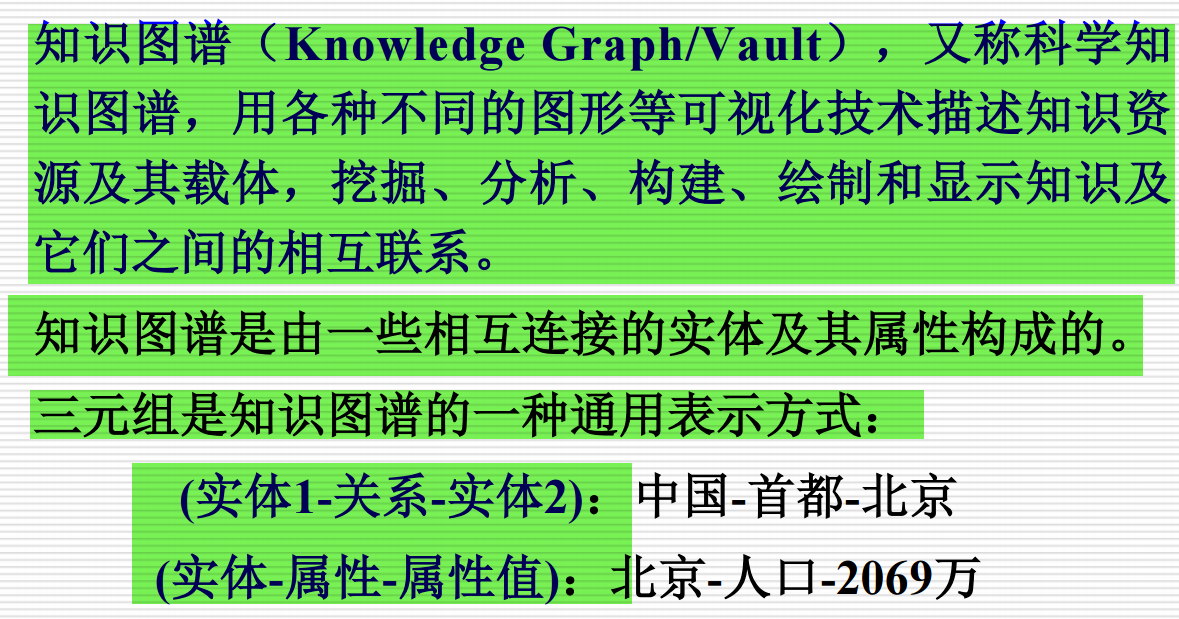 知识图谱（Knowledge Graph/Vault），又称科学知
识图谱，用各种不同的图形等可视化技术描述知识资
源及其载体，挖掘、分析、构建、绘制和显示知识及
它们之间的相互联系。
知识图谱是由一些相互连接的实体及其属性构成的。
三元组是知识图谱的一种通用表示方式：
(实体1-关系-实体2)：中国-首都-北京
(实体-属性-属性值)：北京-人口-2069万